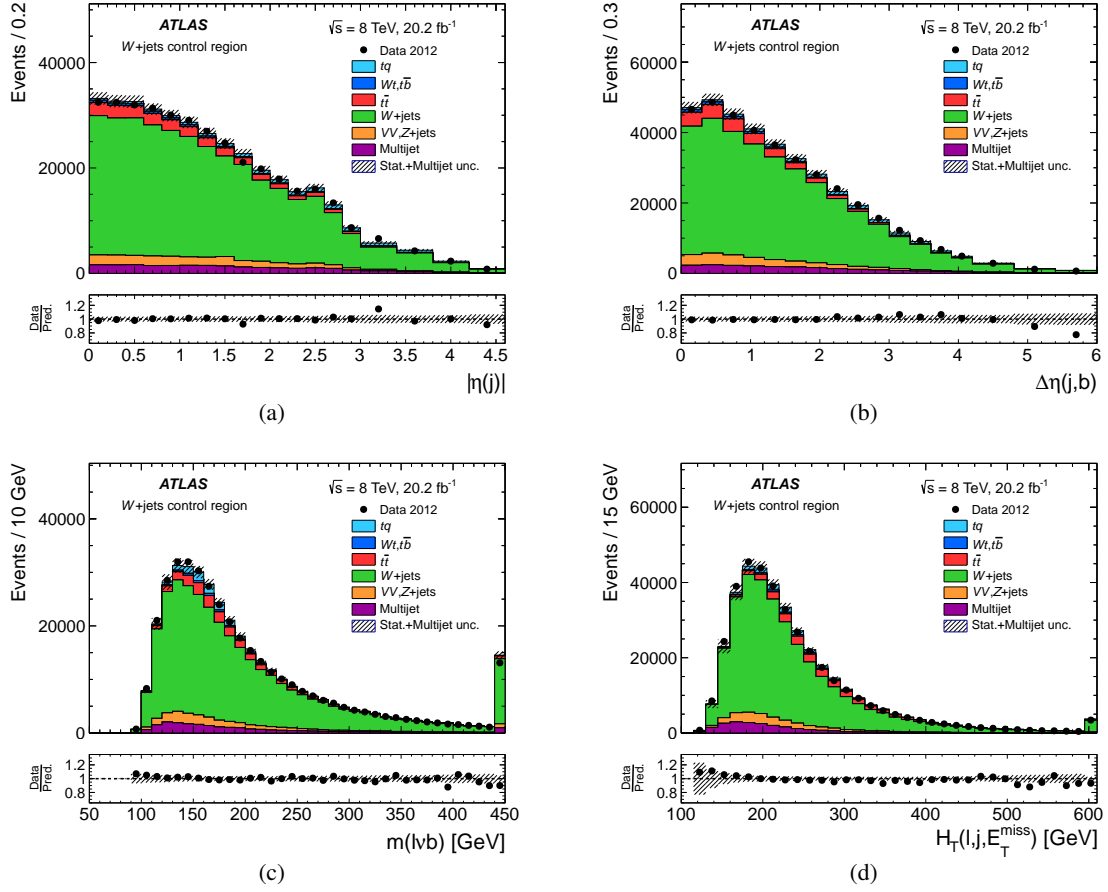 Events / 0.2
ATLAS
√s = 8 TeV, 20.2 fb⁻¹
W+jets control region
Data 2012
tq
Wt,tb̄
tt̄
W+jets
VV,Z+jets
Multijet
Stat.+Multijet unc.
40000
20000
0
Data
Pred.
1.2
1
0.8
0 0.5 1 1.5 2 2.5 3 3.5 4 4.5
|η(j)|
(a)
Events / 0.3
ATLAS
√s = 8 TeV, 20.2 fb⁻¹
W+jets control region
Data 2012
tq
Wt,tb̄
tt̄
W+jets
VV,Z+jets
Multijet
Stat.+Multijet unc.
60000
40000
20000
0
Data
Pred.
1.2
1
0.8
0 1 2 3 4 5 6
Δη(j,b)
(b)
Events / 10 GeV
ATLAS
√s = 8 TeV, 20.2 fb⁻¹
W+jets control region
Data 2012
tq
Wt,tb̄
tt̄
W+jets
VV,Z+jets
Multijet
Stat.+Multijet unc.
40000
20000
0
Data
Pred.
1.2
1
0.8
50 100 150 200 250 300 350 400 450
m(lνb) [GeV]
(c)
Events / 15 GeV
ATLAS
√s = 8 TeV, 20.2 fb⁻¹
W+jets control region
Data 2012
tq
Wt,tb̄
tt̄
W+jets
VV,Z+jets
Multijet
Stat.+Multijet unc.
60000
40000
20000
0
Data
Pred.
1.2
1
0.8
100 200 300 400 500 600
H_T(l,j,E_T^miss) [GeV]
(d)